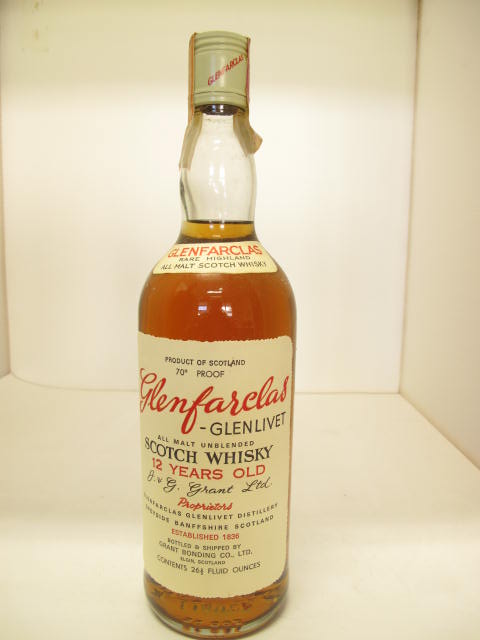 GLENFARCLAS
GLENFARCLAS
RARE HIGHLAND
ALL MALT SCOTCH WHISKY
PRODUCT OF SCOTLAND
70° PROOF
Glenfarclas
-GLENLIVET
ALL MALT UNBLENDED
SCOTCH WHISKY
12 YEARS OLD
J. & G. Grant Ltd.
Proprietors
GLENFARCLAS GLENLIVET DISTILLERY
SPEYSIDE BANFFSHIRE SCOTLAND
ESTABLISHED 1836
BOTTLED & SHIPPED BY
GRANT BONDING CO., LTD.
ELGIN, SCOTLAND
CONTENTS 26⅔ FLUID OUNCES